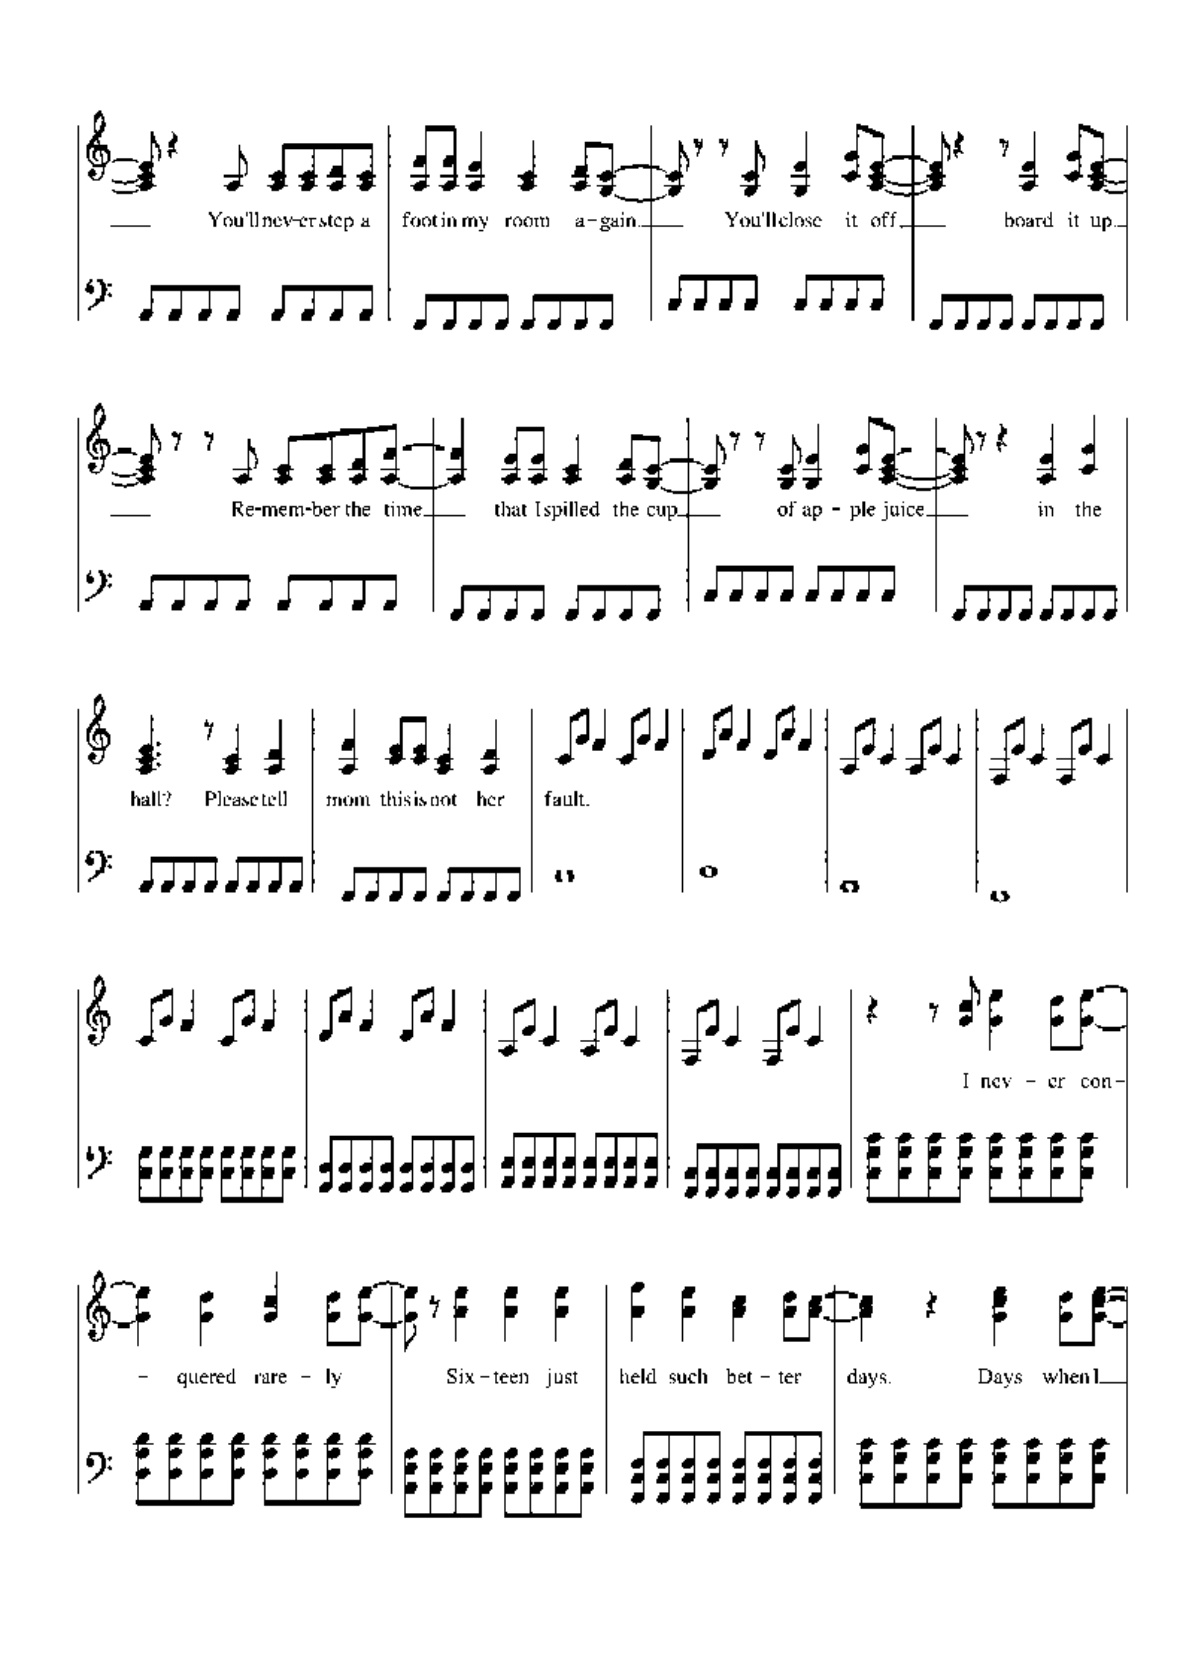 You'll nev-er step a foot in my room a-gain. You'll close it off board it up
Re-mem-ber the time that I spilled the cup of ap-ple juice in the
hall? Please tell mom this is not her fault.
I nev-er con-
- quered rare-ly Six-teen just held such bet-ter days. Days when I